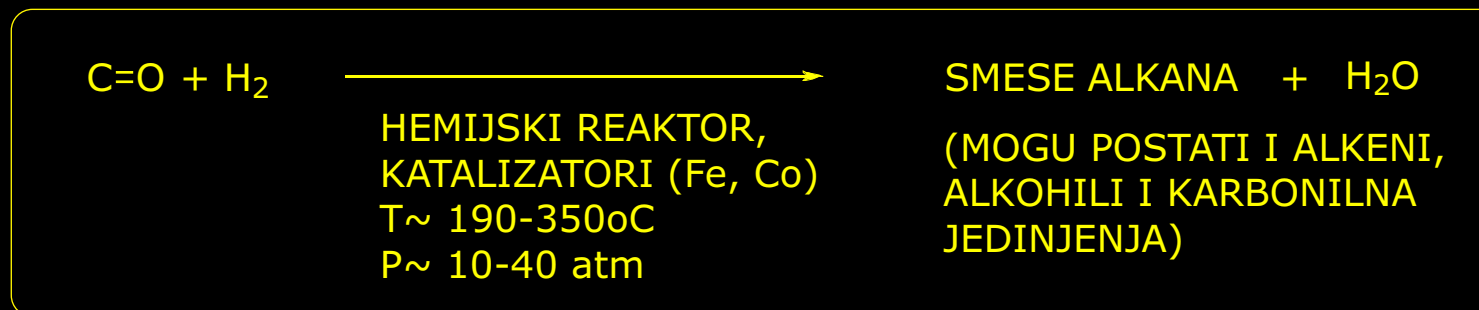 C=O + H₂ SMESE ALKANA + H₂O
HEMIJSKI REAKTOR,
KATALIZATORI (Fe, Co)
T~ 190-350oC
P~ 10-40 atm
(MOGU POSTATI I ALKENI,
ALKOHILI I KARBONILNA
JEDINJENJA)